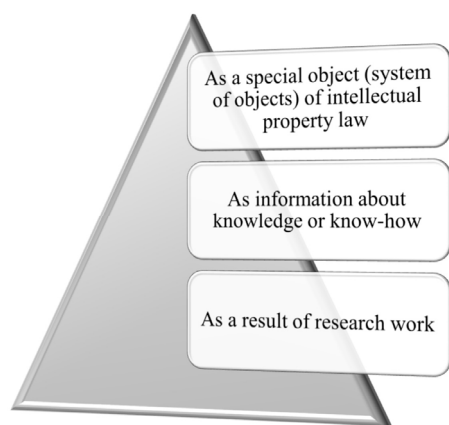 As a special object (system
of objects) of intellectual
property law
As information about
knowledge or know-how
As a result of research work